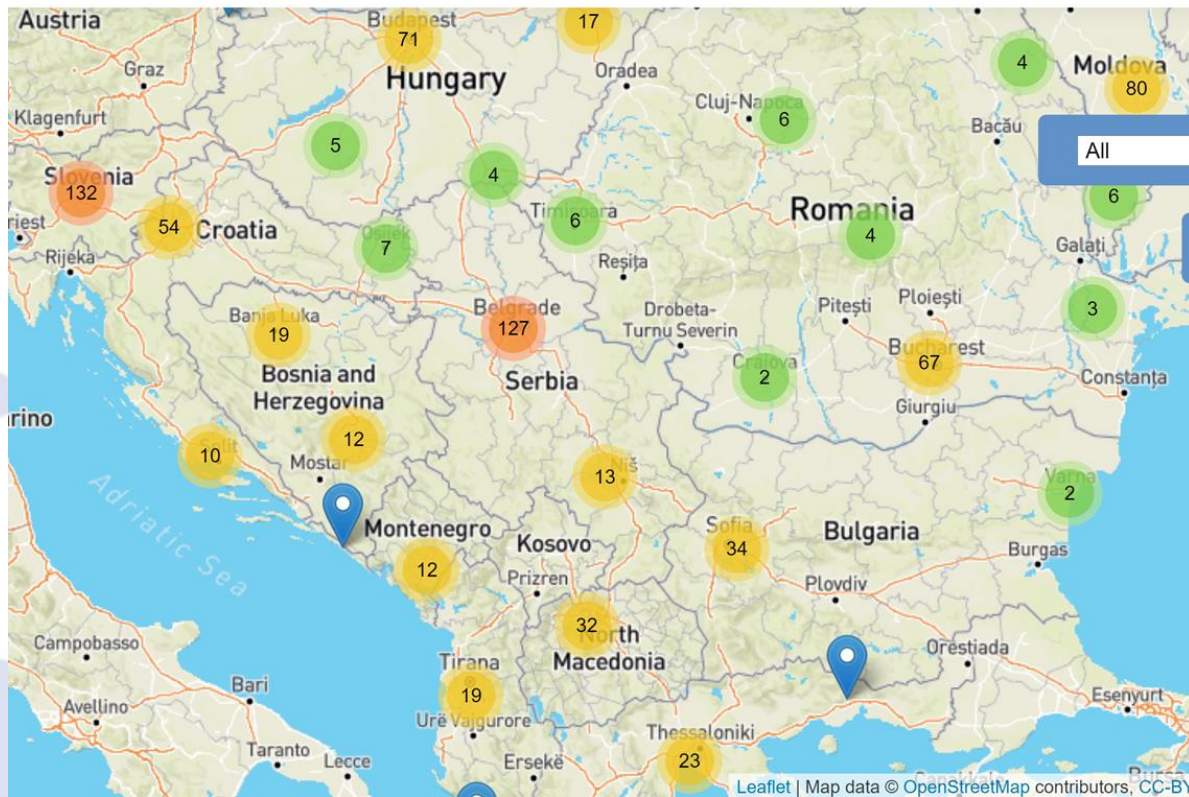 Austria
Budapest
71
17
4
Moldova
80
Graz
Hungary
Oradea
Cluj-Napoca
6
Bacău
Klagenfurt
5
All
Slovenia
132
4
6
54
Croatia
Timișoara
6
Romania
4
riest
Rijeka
Osijek
7
Reșița
Galați
Banja Luka
19
Belgrade
127
Drobeta-
Turnu Severin
Pitești
Ploiești
3
Bosnia and
Herzegovina
Serbia
Craiova
2
Bucharest
67
Constanța
Giurgiu
arino
Split
10
12
Mostar
13
Niš
Varna
2
Adriatic Sea
Montenegro
12
Kosovo
Sofia
34
Bulgaria
Burgas
Prizren
Plovdiv
32
North
Macedonia
Campobasso
Orestiada
Tirana
19
Bari
Avellino
Urë Vajgurore
Esenyurt
Taranto
Lecce
Ersekë
Thessaloniki
23
Leaflet | Map data © OpenStreetMap contributors, CC-BY